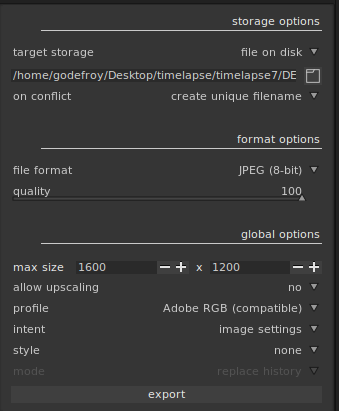 storage options
target storage file on disk
/home/godefroy/Desktop/timelapse/timelapse7/DE
on conflict create unique filename
format options
file format JPEG (8-bit)
quality 100
global options
max size 1600 x 1200
allow upscaling no
profile Adobe RGB (compatible)
intent image settings
style none
mode replace history
export